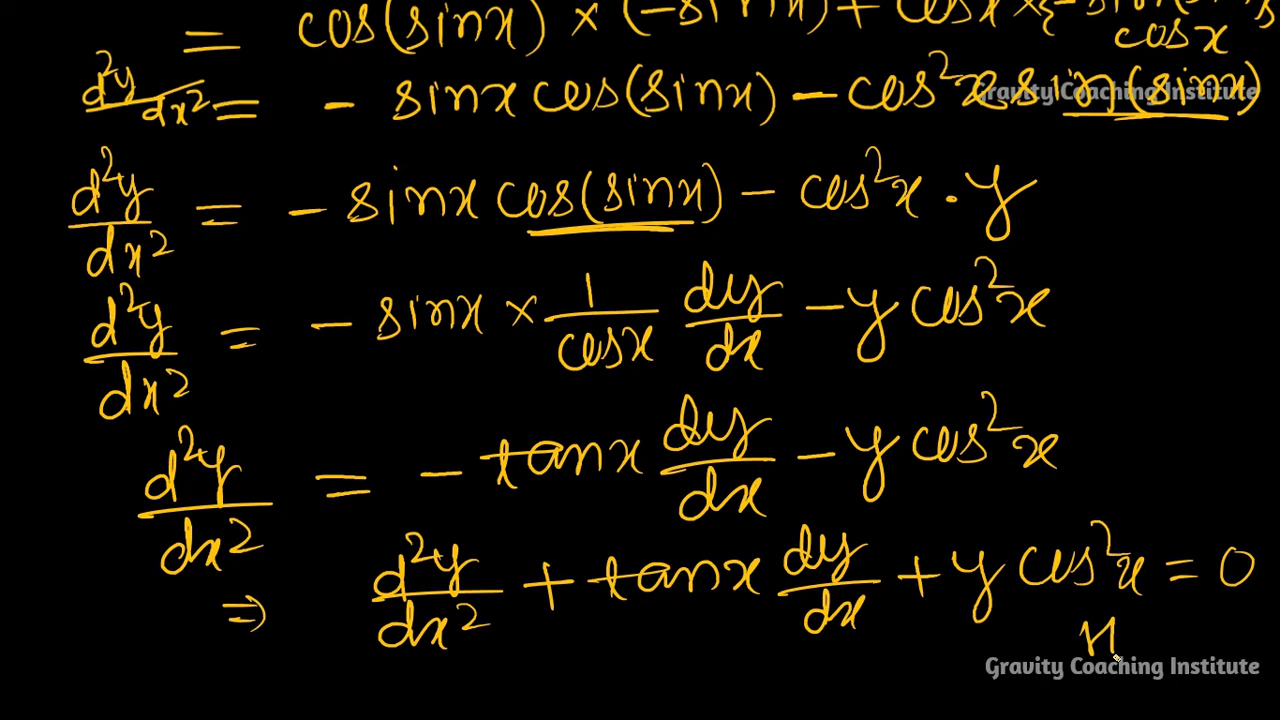 = cos(sinx) × (-sinx) + cosx × {-sin(
cosx
d²y/dx² = - sinx cos(sinx) - cos²x sin(sinx)
Gravity Coaching Institute
d²y/dx² = - sinx cos(sinx) - cos²x · y
d²y/dx² = - sinx × 1/cosx dy/dx - y cos²x
d²y/dx² = - tanx dy/dx - y cos²x
⇒ d²y/dx² + tanx dy/dx + y cos²x = 0
Gravity Coaching Institute